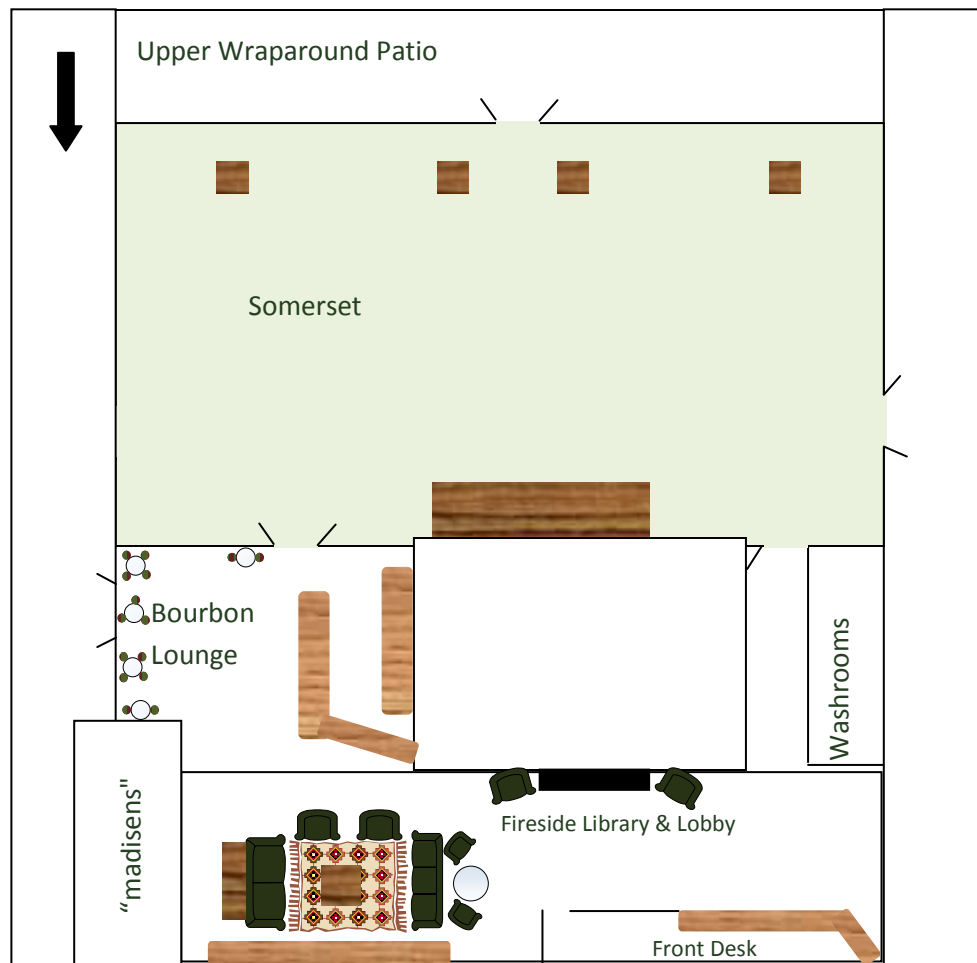 Upper Wraparound Patio
Somerset
Bourbon
Lounge
Washrooms
“madisens"
Fireside Library & Lobby
Front Desk